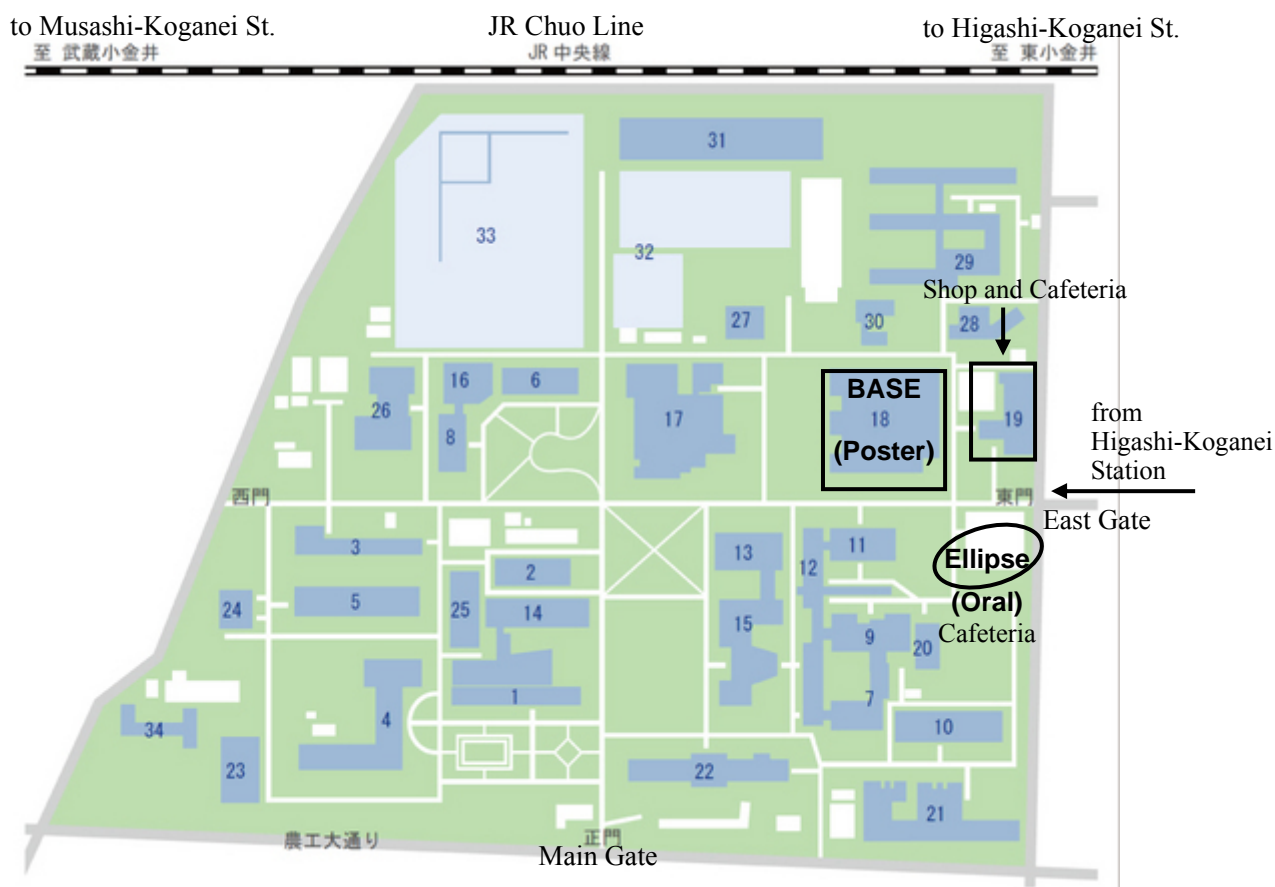 to Musashi-Koganei St.
JR Chuo Line
to Higashi-Koganei St.
至 武蔵小金井
JR 中央線
至 東小金井
31
33
32
29
Shop and Cafeteria
27
30
28
16
6
26
8
17
BASE
18
(Poster)
19
from
Higashi-Koganei
Station
西門
東門
East Gate
3
13
11
12
Ellipse
2
(Oral)
5
24
25
14
15
9
20
Cafeteria
1
4
7
34
10
23
22
21
農工大通り
正門
Main Gate